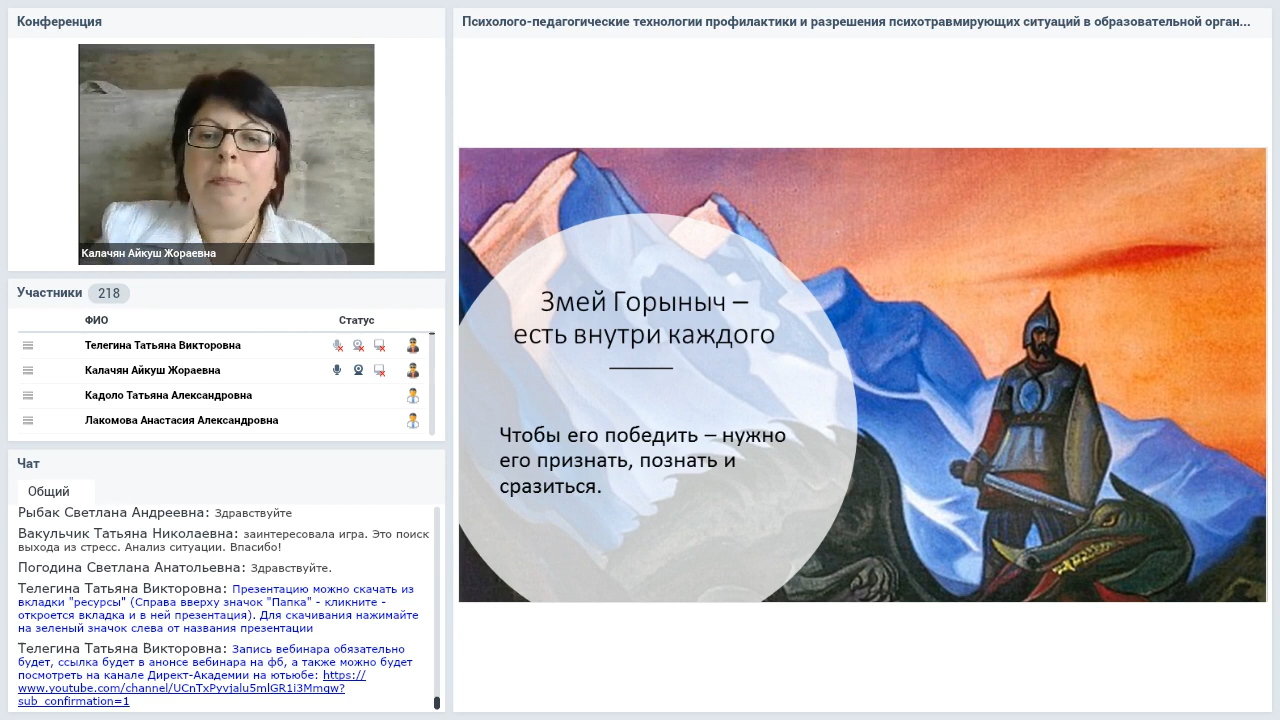 Конференция
Калачян Айкуш Жораевна
Участники 218
ФИО Статус
Телегина Татьяна Викторовна
Калачян Айкуш Жораевна
Кадоло Татьяна Александровна
Лакомова Анастасия Александровна
Чат
Общий
Рыбак Светлана Андреевна: Здравствуйте
Вакульчик Татьяна Николаевна: заинтересовала игра. Это поиск
выхода из стресс. Анализ ситуации. Впасибо!
Погодина Светлана Анатольевна: Здравствуйте.
Телегина Татьяна Викторовна: Презентацию можно скачать из
вкладки "ресурсы" (Справа вверху значок "Папка" - кликните -
откроется вкладка и в ней презентация). Для скачивания нажимайте
на зеленый значок слева от названия презентации
Телегина Татьяна Викторовна: Запись вебинара обязательно
будет, ссылка будет в анонсе вебинара на фб, а также можно будет
посмотреть на канале Директ-Академии на ютьюбе: https://
www.youtube.com/channel/UCnTxPyvjalu5mlGR1i3Mmqw?
sub_confirmation=1
Психолого-педагогические технологии профилактики и разрешения психотравмирующих ситуаций в образовательной орган...
Змей Горыныч –
есть внутри каждого
Чтобы его победить – нужно
его признать, познать и
сразиться.